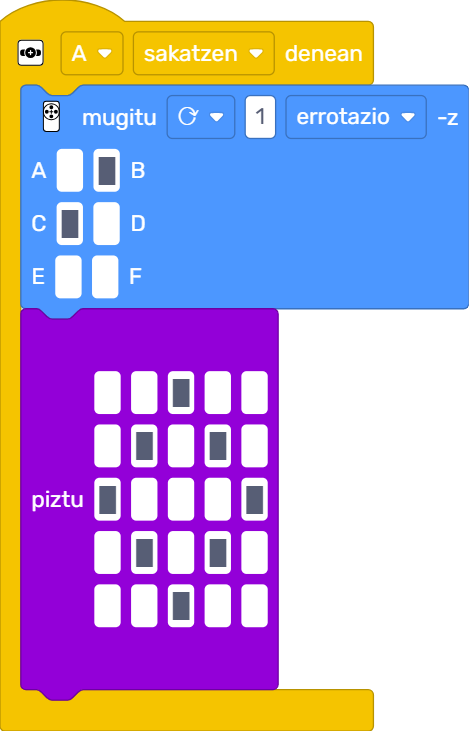 A sakatzen denean
mugitu 1 errotazio -z
A B
C D
E F
piztu